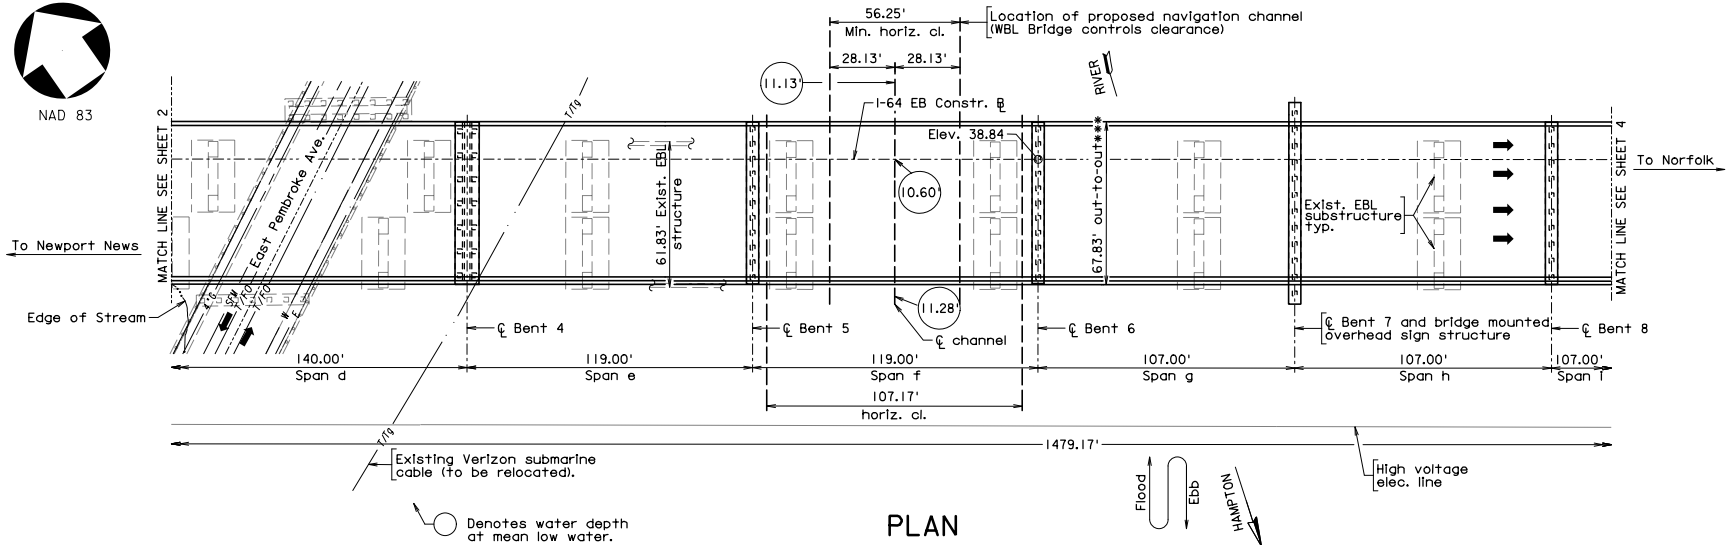 56.25'
Min. horiz. cl.
Location of proposed navigation channel
(WBL Bridge controls clearance)
28.13'
28.13'
11.13'
RIVER
NAD 83
I-64 EB Constr. B
T/Tg
MATCH LINE SEE SHEET 2
East Pembroke Ave.
Elev. 38.84
61.83' Exist. EBL
structure
10.60'
67.83' out-to-out***
Exist. EBL
substructure
typ.
MATCH LINE SEE SHEET 4
To Norfolk
To Newport News
SFM
T/FO
T/FO
W
E
Edge of Stream
11.28'
℄ channel
℄ Bent 4
℄ Bent 5
℄ Bent 6
℄ Bent 7 and bridge mounted
overhead sign structure
℄ Bent 8
140.00'
119.00'
119.00'
107.00'
107.00'
107.00'
Span d
Span e
Span f
Span g
Span h
Span i
107.17'
horiz. cl.
T/Tg
1479.17'
Existing Verizon submarine
cable (to be relocated).
High voltage
elec. line
Flood
Ebb
HAMPTON
Denotes water depth
at mean low water.
PLAN